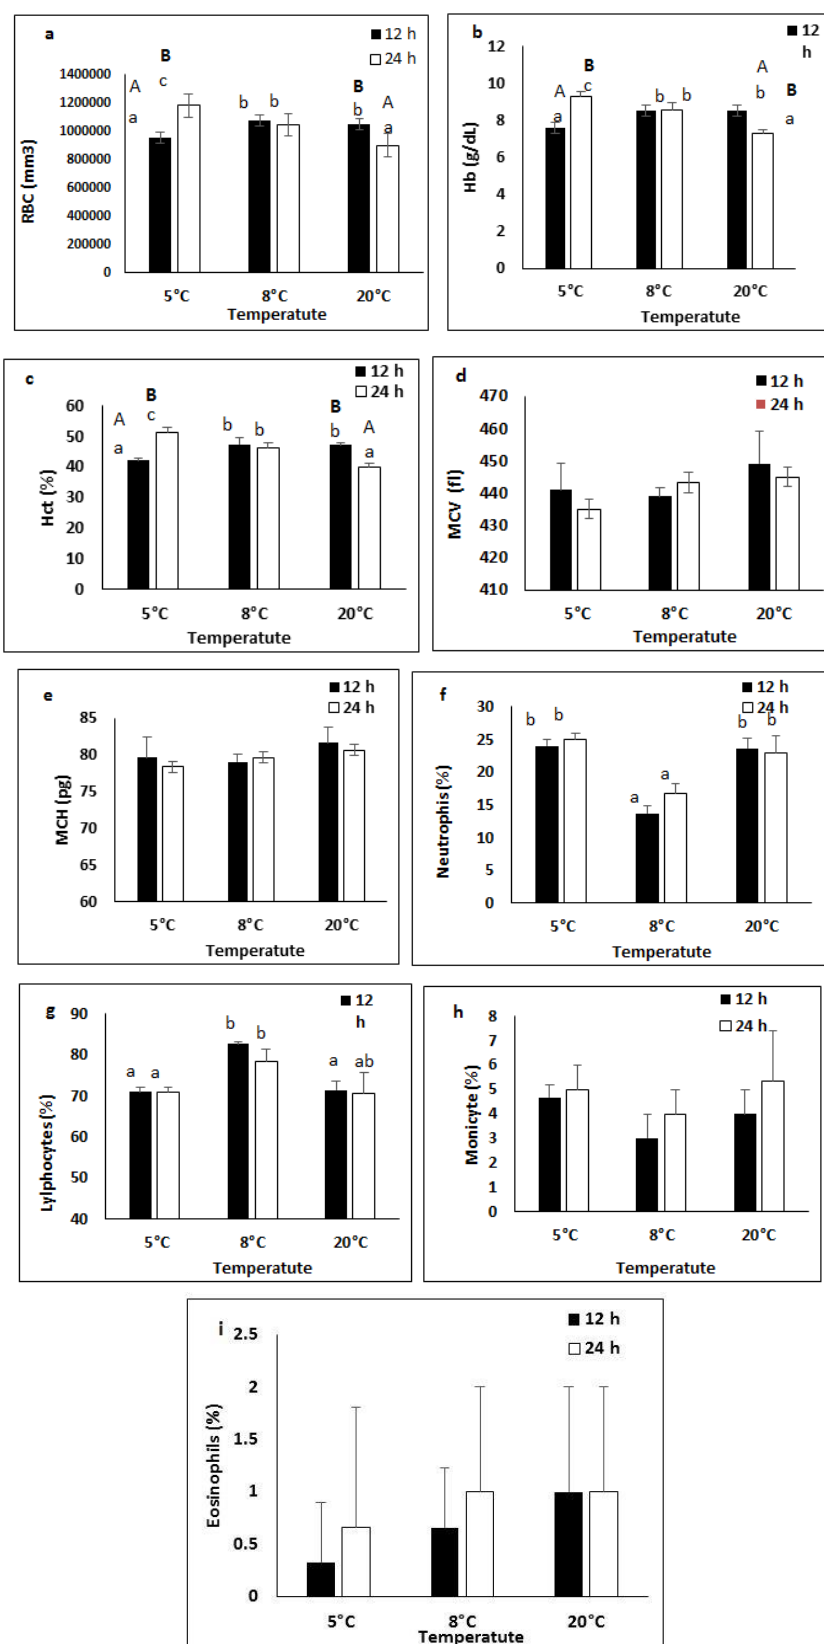 a
12 h
24 h
B
A
c
a
b
b
B
b
A
a
1400000
1200000
1000000
800000
600000
400000
200000
0
RBC (mm3)
5°C 8°C 20°C
Temperatute
b
12
h
B
A
c
a
b
b
A
b
B
a
12
10
8
6
4
2
0
Hb (g/dL)
5°C 8°C 20°C
Temperatute
c
12 h
24 h
B
A
c
a
b
b
B
b
A
a
60
50
40
30
20
10
0
Hct (%)
5°C 8°C 20°C
Temperatute
d
12 h
24 h
470
460
450
440
430
420
410
MCV (fl)
5°C 8°C 20°C
Temperatute
e
12 h
24 h
85
80
75
70
65
60
MCH (pg)
5°C 8°C 20°C
Temperatute
f
12 h
24 h
b
b
a
a
b
b
30
25
20
15
10
5
0
Neutrophis (%)
5°C 8°C 20°C
Temperatute
g
12
h
a
a
b
b
a
ab
90
80
70
60
50
40
Lylphocytes (%)
5°C 8°C 20°C
Temperatute
h
12 h
24 h
8
7
6
5
4
3
2
1
0
Monicyte (%)
5°C 8°C 20°C
Temperatute
i
12 h
24 h
2.5
2
1.5
1
0.5
0
Eosinophils (%)
5°C 8°C 20°C
Temperatute